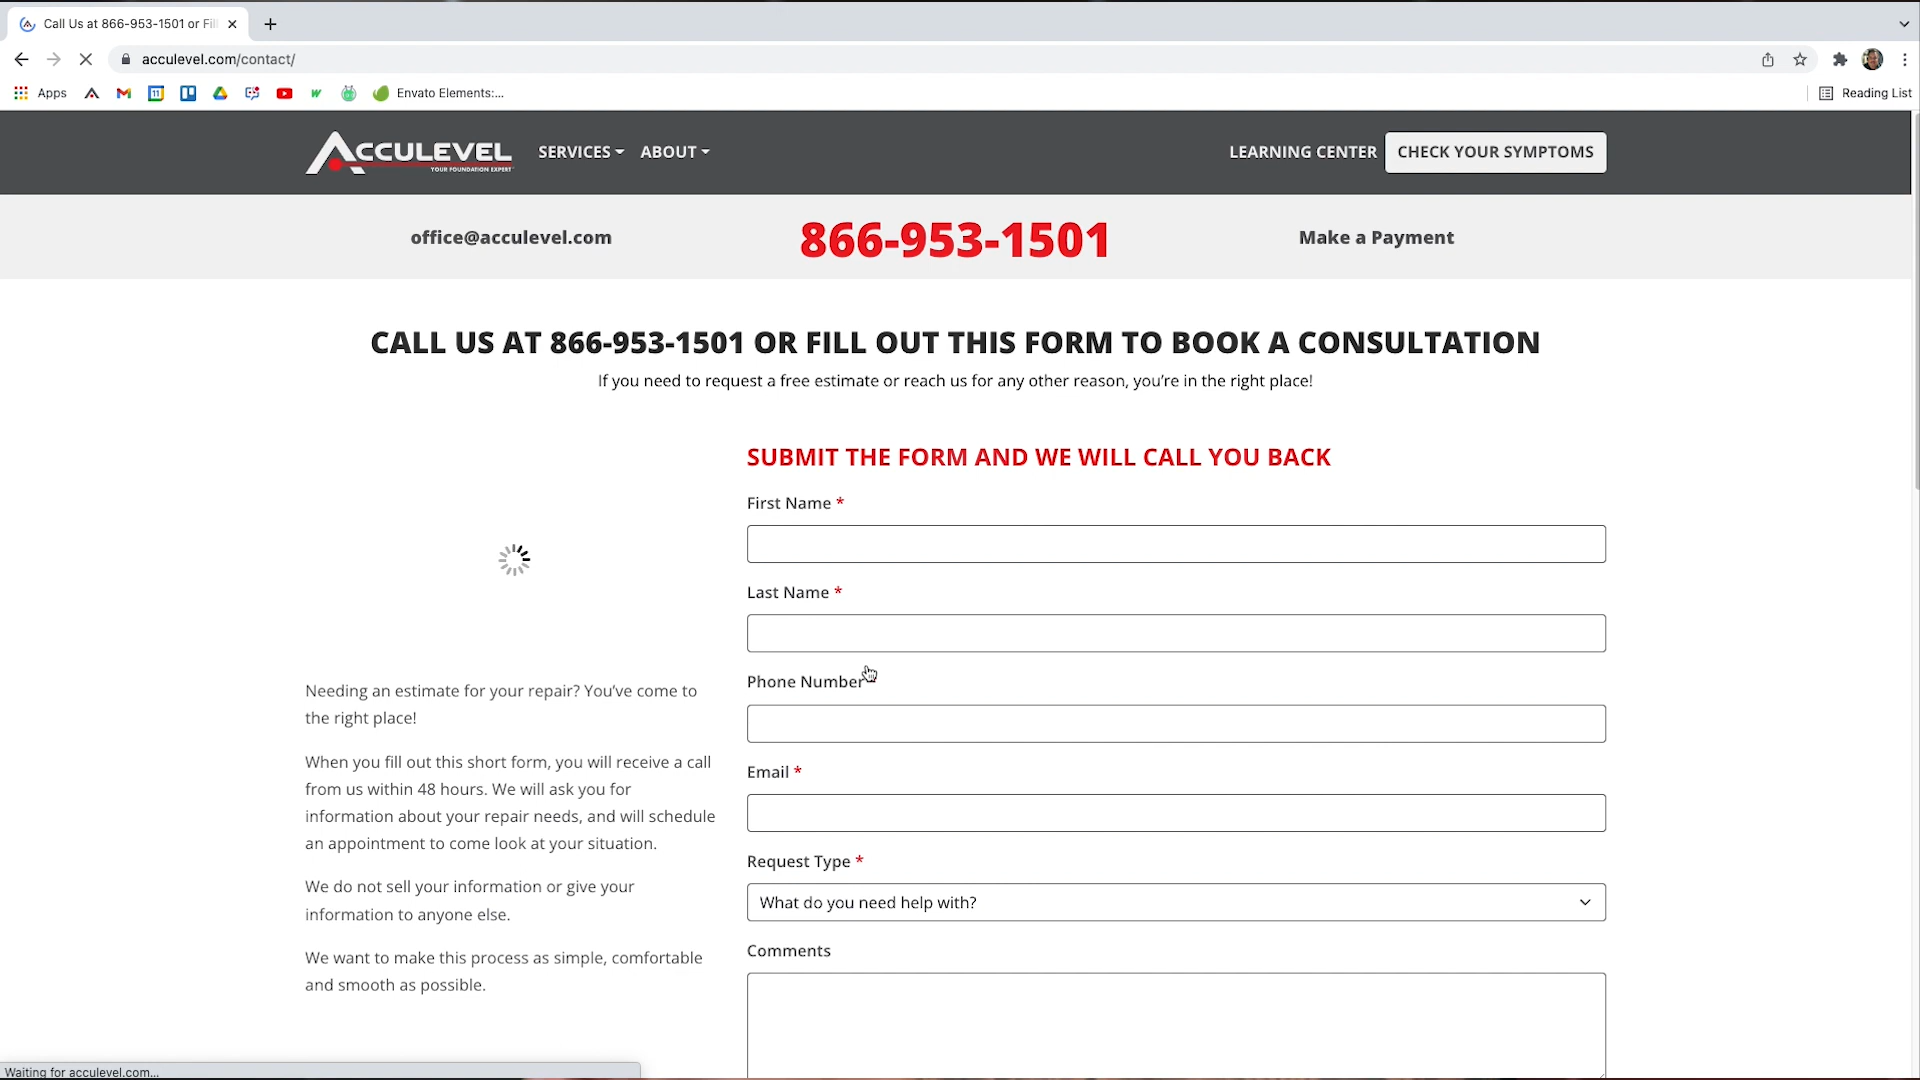 Call Us at 866-953-1501 or Fil
acculevel.com/contact/
Apps
Envato Elements:...
Reading List
ACCULEVEL
YOUR FOUNDATION EXPERT
SERVICES
ABOUT
LEARNING CENTER
CHECK YOUR SYMPTOMS
office@acculevel.com
866-953-1501
Make a Payment
CALL US AT 866-953-1501 OR FILL OUT THIS FORM TO BOOK A CONSULTATION
If you need to request a free estimate or reach us for any other reason, you’re in the right place!
SUBMIT THE FORM AND WE WILL CALL YOU BACK
First Name *
Last Name *
Phone Number
Email *
Request Type *
What do you need help with?
Comments
Needing an estimate for your repair? You’ve come to
the right place!
When you fill out this short form, you will receive a call
from us within 48 hours. We will ask you for
information about your repair needs, and will schedule
an appointment to come look at your situation.
We do not sell your information or give your
information to anyone else.
We want to make this process as simple, comfortable
and smooth as possible.
Waiting for acculevel.com...